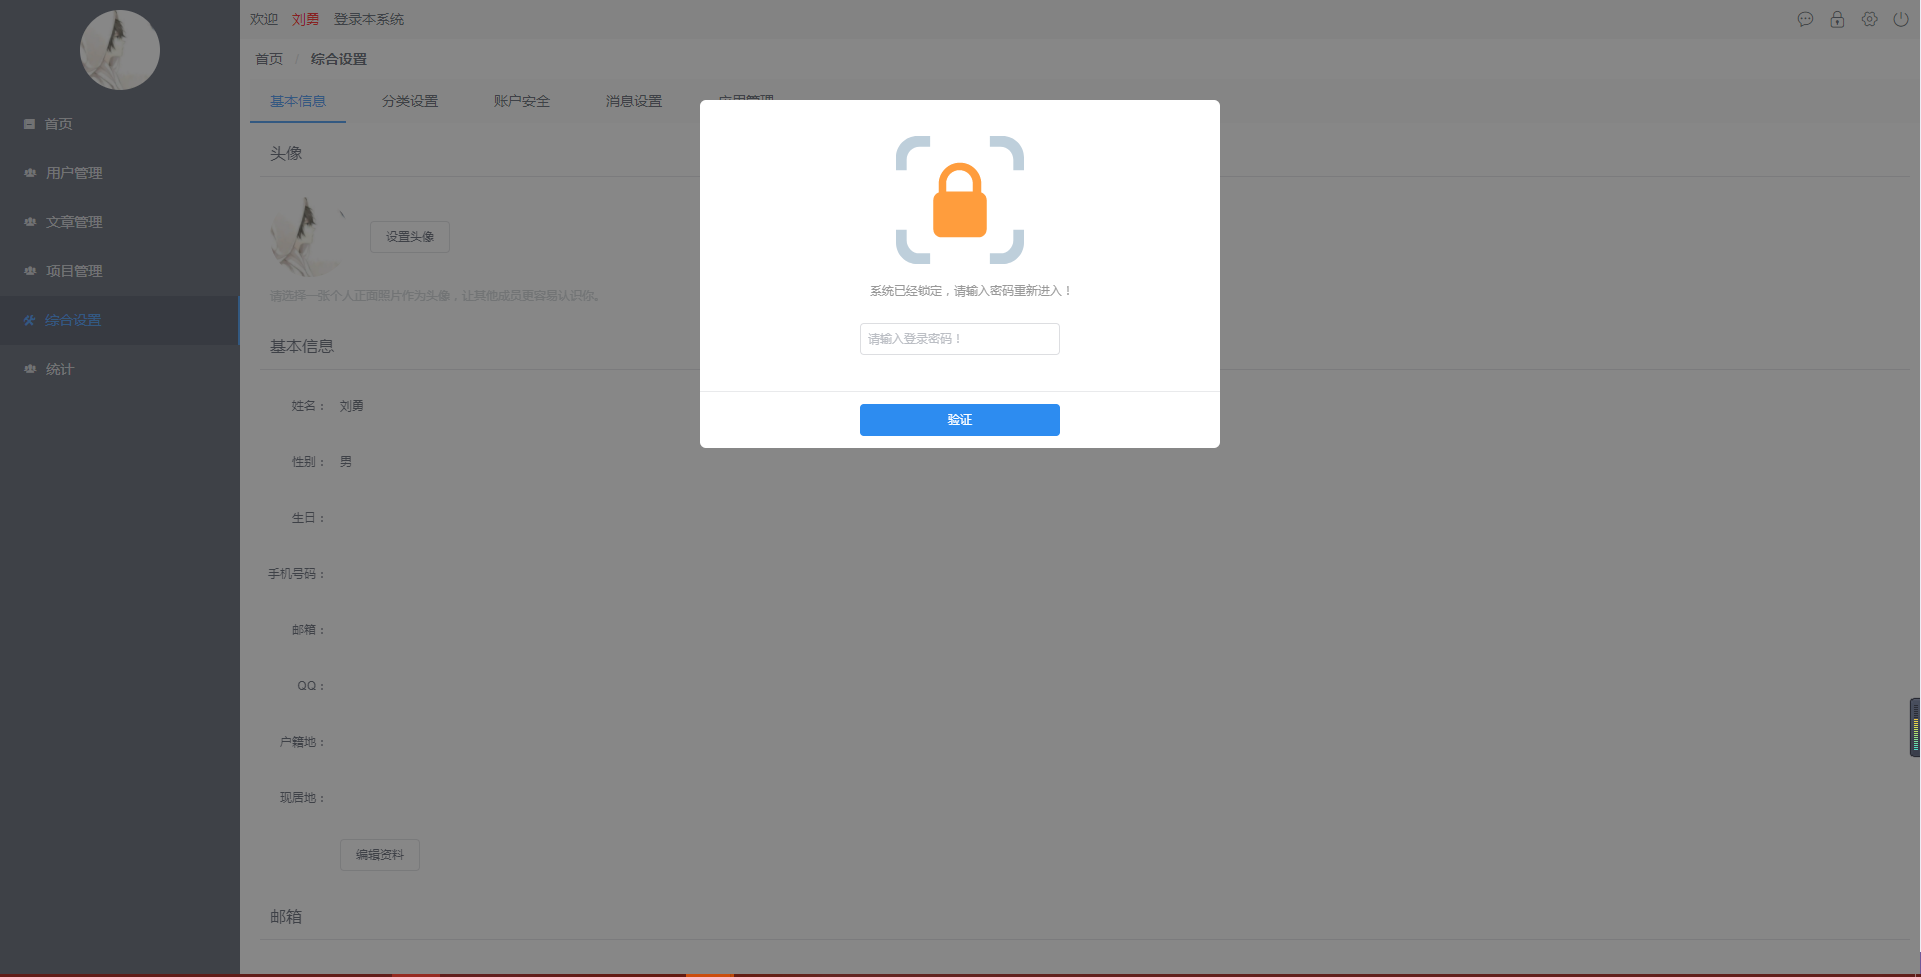 欢迎 刘勇 登录本系统
首页 / 综合设置
首页
用户管理
文章管理
项目管理
综合设置
统计
基本信息 分类设置 账户安全 消息设置 应用管理
头像
设置头像
请选择一张个人正面照片作为头像，让其他成员更容易认识你。
基本信息
姓名： 刘勇
性别： 男
生日：
手机号码：
邮箱：
QQ：
户籍地：
现居地：
编辑资料
邮箱
系统已经锁定，请输入密码重新进入！
请输入登录密码！
验证